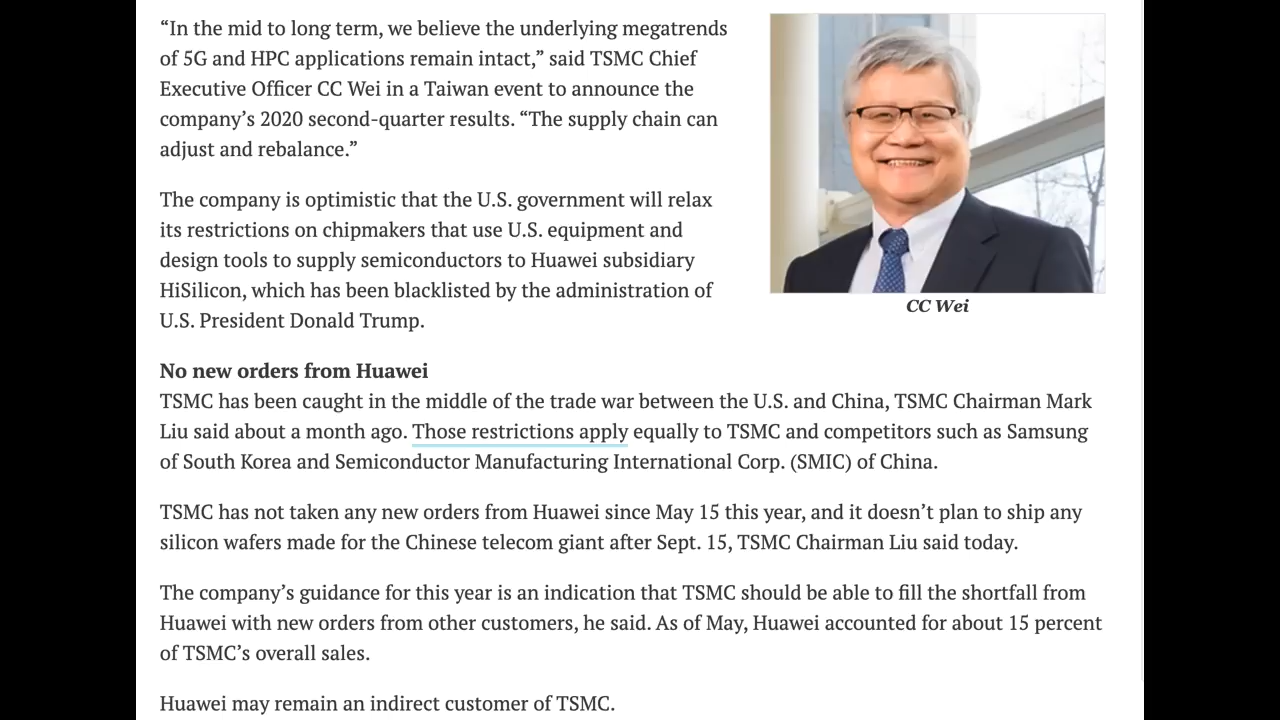 “In the mid to long term, we believe the underlying megatrends
of 5G and HPC applications remain intact,” said TSMC Chief
Executive Officer CC Wei in a Taiwan event to announce the
company’s 2020 second-quarter results. “The supply chain can
adjust and rebalance.”
The company is optimistic that the U.S. government will relax
its restrictions on chipmakers that use U.S. equipment and
design tools to supply semiconductors to Huawei subsidiary
HiSilicon, which has been blacklisted by the administration of
U.S. President Donald Trump.
CC Wei
No new orders from Huawei
TSMC has been caught in the middle of the trade war between the U.S. and China, TSMC Chairman Mark
Liu said about a month ago. Those restrictions apply equally to TSMC and competitors such as Samsung
of South Korea and Semiconductor Manufacturing International Corp. (SMIC) of China.
TSMC has not taken any new orders from Huawei since May 15 this year, and it doesn’t plan to ship any
silicon wafers made for the Chinese telecom giant after Sept. 15, TSMC Chairman Liu said today.
The company’s guidance for this year is an indication that TSMC should be able to fill the shortfall from
Huawei with new orders from other customers, he said. As of May, Huawei accounted for about 15 percent
of TSMC’s overall sales.
Huawei may remain an indirect customer of TSMC.